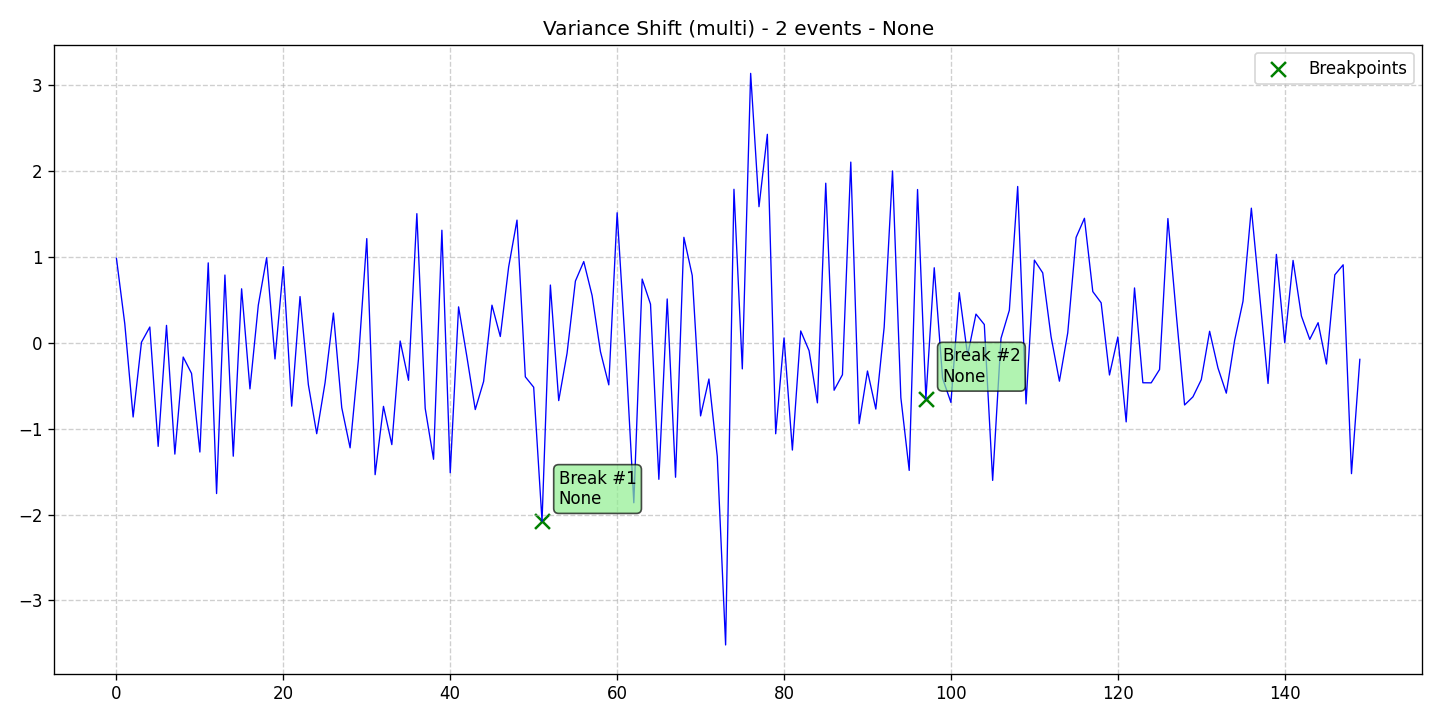 Variance Shift (multi) - 2 events - None
Breakpoints
3
2
1
0
−1
−2
−3
Break #2
None
Break #1
None
0 20 40 60 80 100 120 140